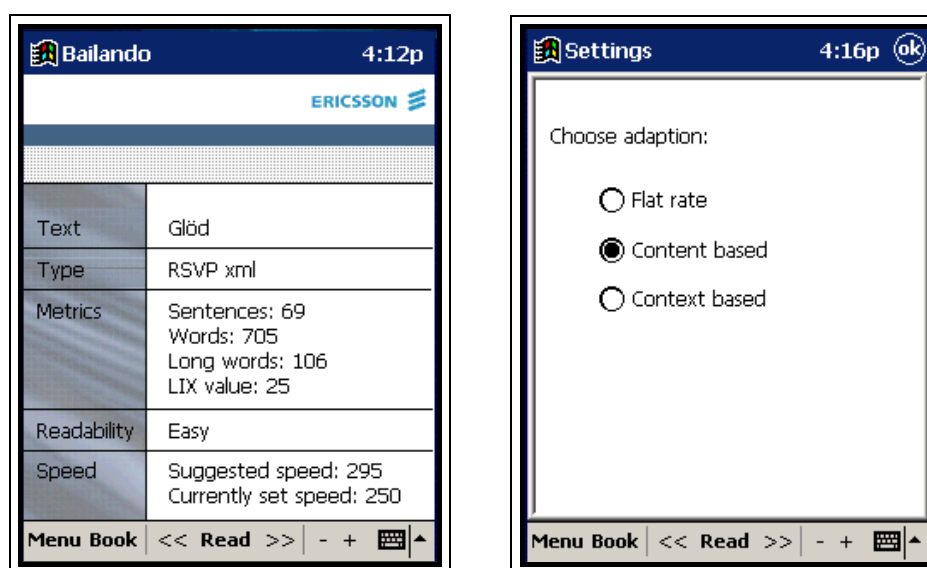 Bailando 4:12p
ERICSSON
Text Glöd
Type RSVP xml
Metrics Sentences: 69
Words: 705
Long words: 106
LIX value: 25
Readability Easy
Speed Suggested speed: 295
Currently set speed: 250
Menu Book << Read >> - +
Settings 4:16p ok
Choose adaption:
Flat rate
Content based
Context based
Menu Book << Read >> - +